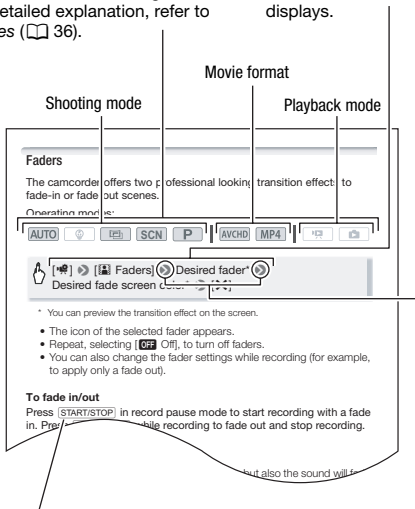 etailed explanation, refer to
es (36).
displays.
Movie format
Shooting mode
Playback mode
Faders
The camcorder offers two professional looking transition effects to
fade-in or fade out scenes.
Operating modes:
AUTO SCN P AVCHD MP4
[ ] [ Faders] Desired fader*
Desired fade screen color* [ ]
* You can preview the transition effect on the screen.
• The icon of the selected fader appears.
• Repeat, selecting [OFF Off], to turn off faders.
• You can also change the fader settings while recording (for example,
to apply only a fade out).
To fade in/out
Press START/STOP in record pause mode to start recording with a fade
in. Press while recording to fade out and stop recording.
but also the sound will